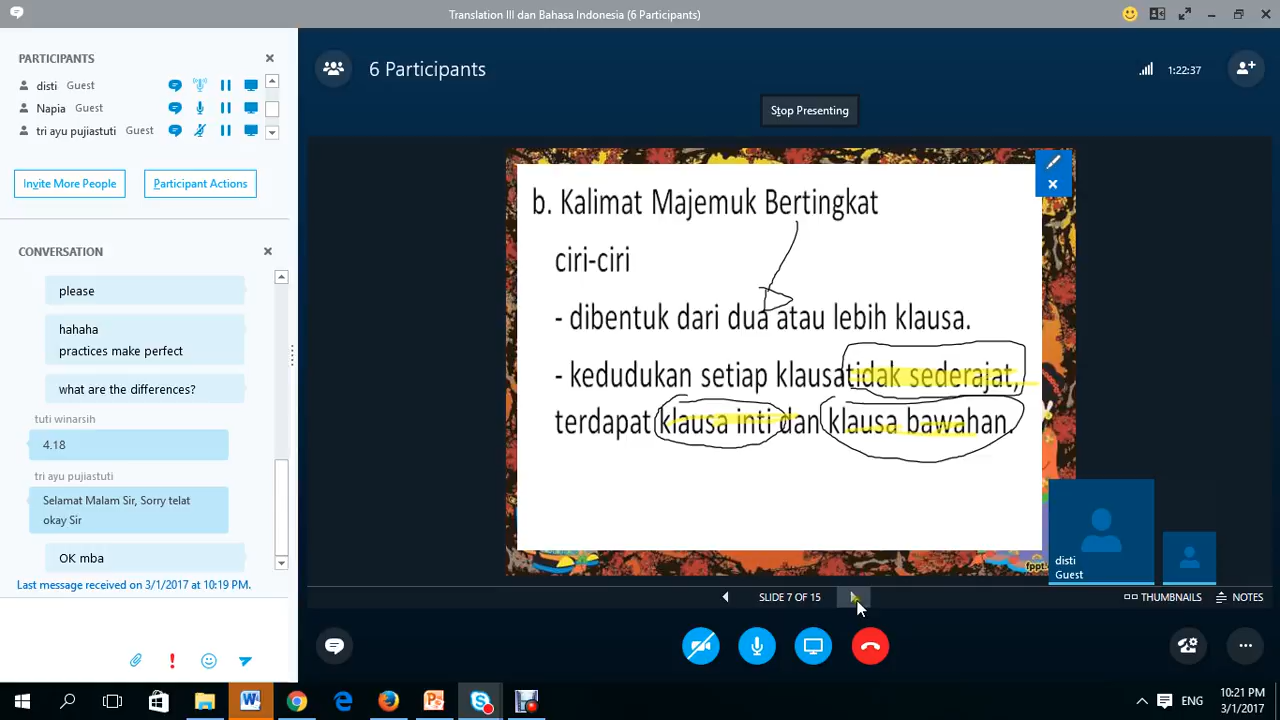 Translation III dan Bahasa Indonesia (6 Participants)
PARTICIPANTS
disti Guest
Napia Guest
tri ayu pujiastuti Guest
Invite More People
Participant Actions
CONVERSATION
please
hahaha
practices make perfect
what are the differences?
tuti winarsih
4.18
tri ayu pujiastuti
Selamat Malam Sir, Sorry telat
okay Sir
OK mba
Last message received on 3/1/2017 at 10:19 PM.
6 Participants
1:22:37
Stop Presenting
b. Kalimat Majemuk Bertingkat
ciri-ciri
- dibentuk dari dua atau lebih klausa.
- kedudukan setiap klausa tidak sederajat,
terdapat klausa inti dan klausa bawahan.
fppt.
disti
Guest
SLIDE 7 OF 15
THUMBNAILS
NOTES
ENG
10:21 PM
3/1/2017